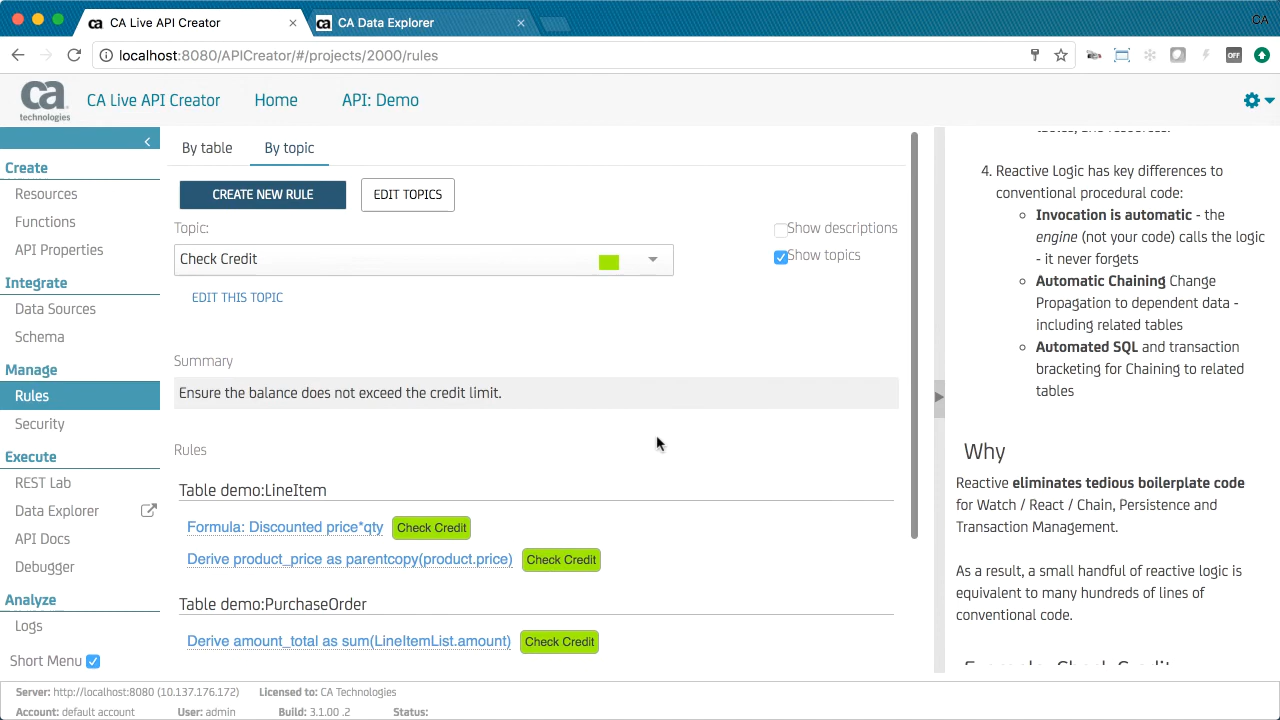 CA Live API Creator
CA Data Explorer
CA
localhost:8080/APICreator/#/projects/2000/rules
OFF
ca
technologies
CA Live API Creator
Home
API: Demo
Create
Resources
Functions
API Properties
Integrate
Data Sources
Schema
Manage
Rules
Security
Execute
REST Lab
Data Explorer
API Docs
Debugger
Analyze
Logs
Short Menu
By table
By topic
CREATE NEW RULE
EDIT TOPICS
Topic:
Show descriptions
Check Credit
Show topics
EDIT THIS TOPIC
Summary
Ensure the balance does not exceed the credit limit.
Rules
Table demo:LineItem
Formula: Discounted price*qty Check Credit
Derive product_price as parentcopy(product.price) Check Credit
Table demo:PurchaseOrder
Derive amount_total as sum(LineItemList.amount) Check Credit
tables, and resources.
4. Reactive Logic has key differences to
conventional procedural code:
Invocation is automatic - the
engine (not your code) calls the logic
- it never forgets
Automatic Chaining Change
Propagation to dependent data -
including related tables
Automated SQL and transaction
bracketing for Chaining to related
tables
Why
Reactive eliminates tedious boilerplate code
for Watch / React / Chain, Persistence and
Transaction Management.
As a result, a small handful of reactive logic is
equivalent to many hundreds of lines of
conventional code.
Example: Check Credit
Server: http://localhost:8080 (10.137.176.172) Licensed to: CA Technologies
Account: default account User: admin Build: 3.1.00 .2 Status: